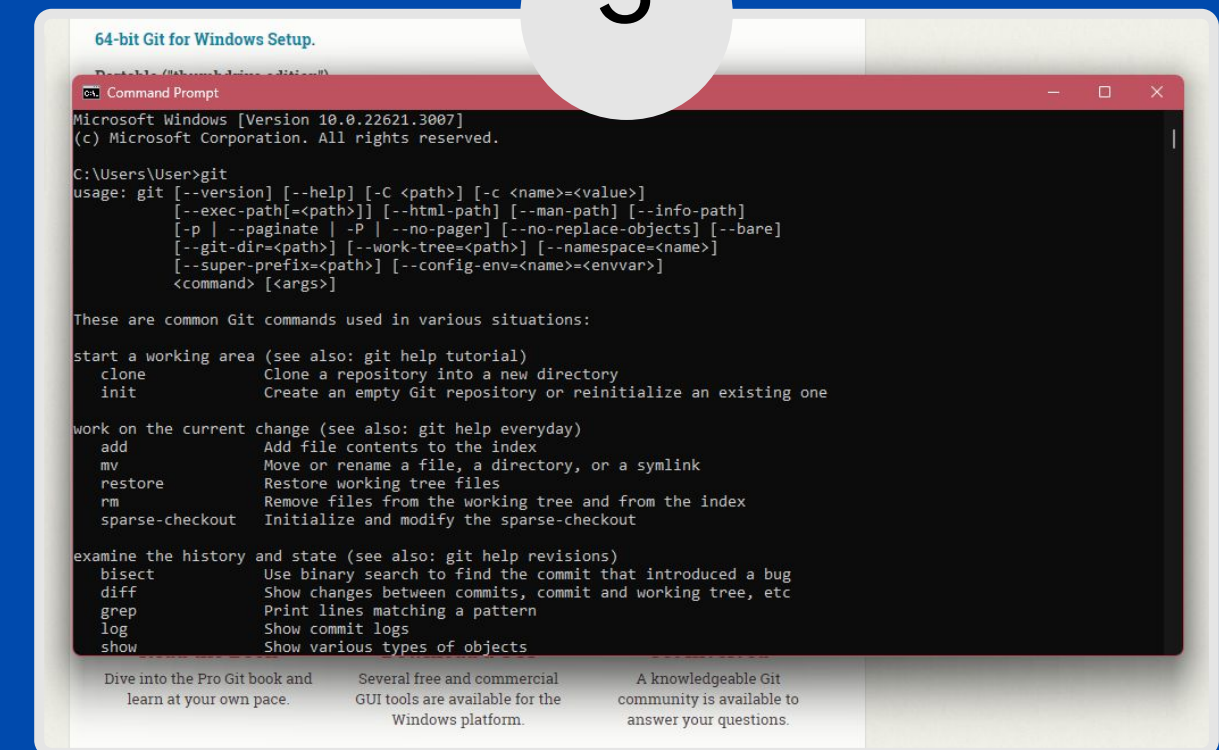 64-bit Git for Windows Setup.
Portable ("thumbdrive edition")
Command Prompt
Microsoft Windows [Version 10.0.22621.3007]
(c) Microsoft Corporation. All rights reserved.
C:\Users\User>git
usage: git [--version] [--help] [-C <path>] [-c <name>=<value>]
[--exec-path[=<path>]] [--html-path] [--man-path] [--info-path]
[-p | --paginate | -P | --no-pager] [--no-replace-objects] [--bare]
[--git-dir=<path>] [--work-tree=<path>] [--namespace=<name>]
[--super-prefix=<path>] [--config-env=<name>=<envvar>]
<command> [<args>]
These are common Git commands used in various situations:
start a working area (see also: git help tutorial)
clone Clone a repository into a new directory
init Create an empty Git repository or reinitialize an existing one
work on the current change (see also: git help everyday)
add Add file contents to the index
mv Move or rename a file, a directory, or a symlink
restore Restore working tree files
rm Remove files from the working tree and from the index
sparse-checkout Initialize and modify the sparse-checkout
examine the history and state (see also: git help revisions)
bisect Use binary search to find the commit that introduced a bug
diff Show changes between commits, commit and working tree, etc
grep Print lines matching a pattern
log Show commit logs
show Show various types of objects
Dive into the Pro Git book and
learn at your own pace.
Several free and commercial
GUI tools are available for the
Windows platform.
A knowledgeable Git
community is available to
answer your questions.